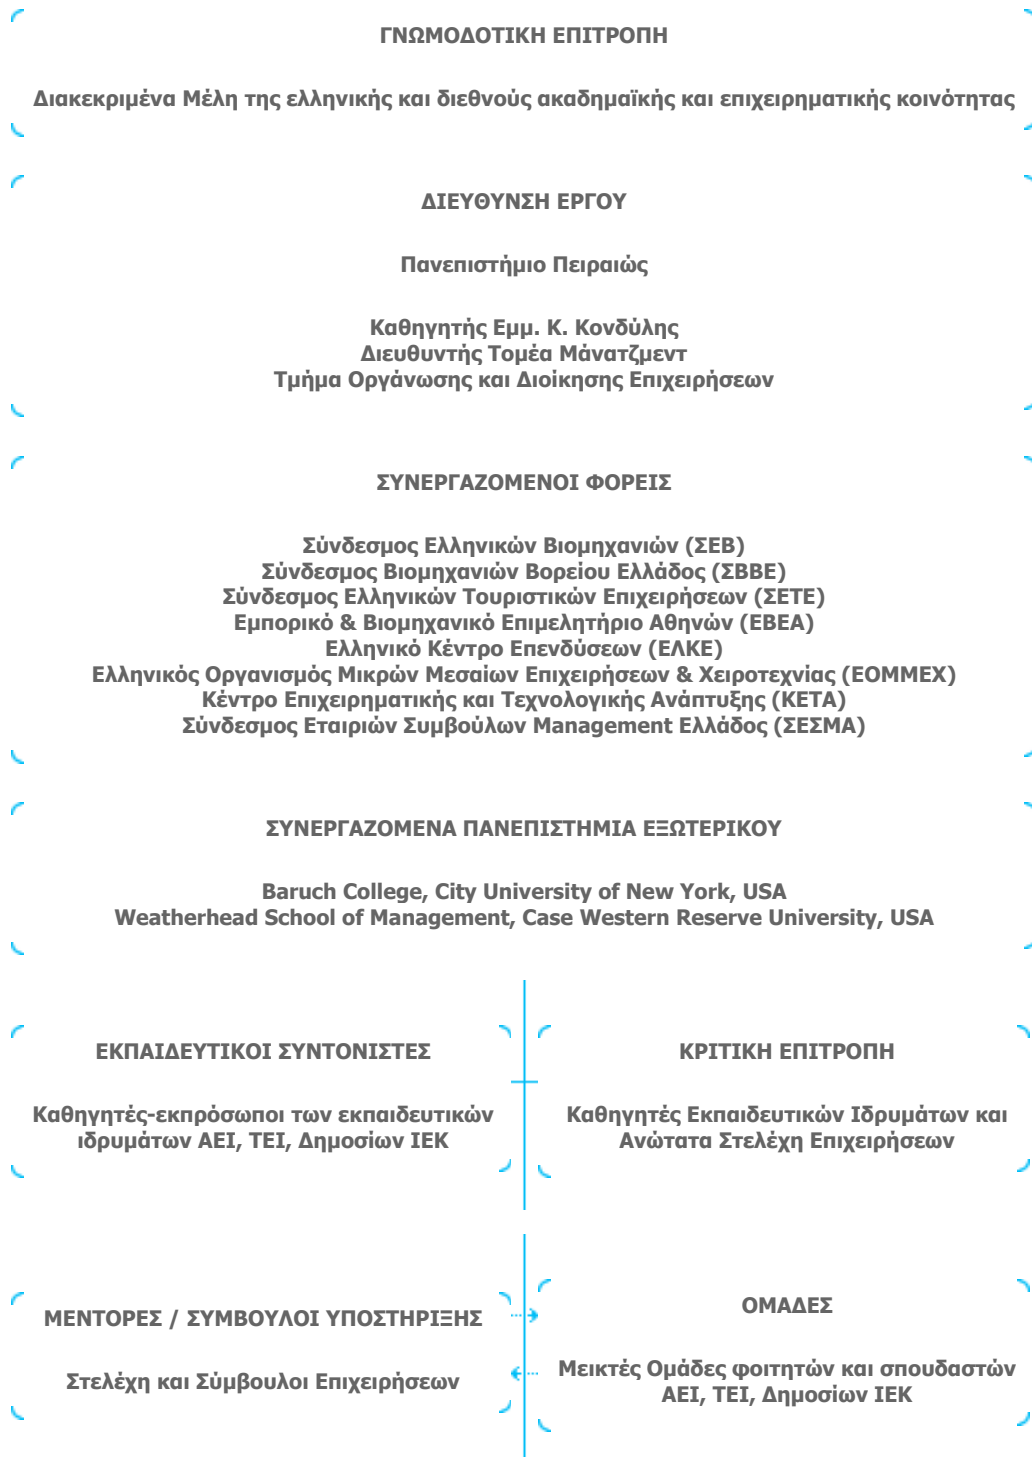 ΓΝΩΜΟΔΟΤΙΚΗ ΕΠΙΤΡΟΠΗ
Διακεκριμένα Μέλη της ελληνικής και διεθνούς ακαδημαϊκής και επιχειρηματικής κοινότητας
ΔΙΕΥΘΥΝΣΗ ΕΡΓΟΥ
Πανεπιστήμιο Πειραιώς
Καθηγητής Εμμ. Κ. Κονδύλης
Διευθυντής Τομέα Μάνατζμεντ
Τμήμα Οργάνωσης και Διοίκησης Επιχειρήσεων
ΣΥΝΕΡΓΑΖΟΜΕΝΟΙ ΦΟΡΕΙΣ
Σύνδεσμος Ελληνικών Βιομηχανιών (ΣΕΒ)
Σύνδεσμος Βιομηχανιών Βορείου Ελλάδος (ΣΒΒΕ)
Σύνδεσμος Ελληνικών Τουριστικών Επιχειρήσεων (ΣΕΤΕ)
Εμπορικό & Βιομηχανικό Επιμελητήριο Αθηνών (ΕΒΕΑ)
Ελληνικό Κέντρο Επενδύσεων (ΕΛΚΕ)
Ελληνικός Οργανισμός Μικρών Μεσαίων Επιχειρήσεων & Χειροτεχνίας (ΕΟΜΜΕΧ)
Κέντρο Επιχειρηματικής και Τεχνολογικής Ανάπτυξης (ΚΕΤΑ)
Σύνδεσμος Εταιριών Συμβούλων Management Ελλάδος (ΣΕΣΜΑ)
ΣΥΝΕΡΓΑΖΟΜΕΝΑ ΠΑΝΕΠΙΣΤΗΜΙΑ ΕΞΩΤΕΡΙΚΟΥ
Baruch College, City University of New York, USA
Weatherhead School of Management, Case Western Reserve University, USA
ΕΚΠΑΙΔΕΥΤΙΚΟΙ ΣΥΝΤΟΝΙΣΤΕΣ
Καθηγητές-εκπρόσωποι των εκπαιδευτικών
ιδρυμάτων ΑΕΙ, ΤΕΙ, Δημοσίων ΙΕΚ
ΚΡΙΤΙΚΗ ΕΠΙΤΡΟΠΗ
Καθηγητές Εκπαιδευτικών Ιδρυμάτων και
Ανώτατα Στελέχη Επιχειρήσεων
ΜΕΝΤΟΡΕΣ / ΣΥΜΒΟΥΛΟΙ ΥΠΟΣΤΗΡΙΞΗΣ
Στελέχη και Σύμβουλοι Επιχειρήσεων
ΟΜΑΔΕΣ
Μεικτές Ομάδες φοιτητών και σπουδαστών
ΑΕΙ, ΤΕΙ, Δημοσίων ΙΕΚ